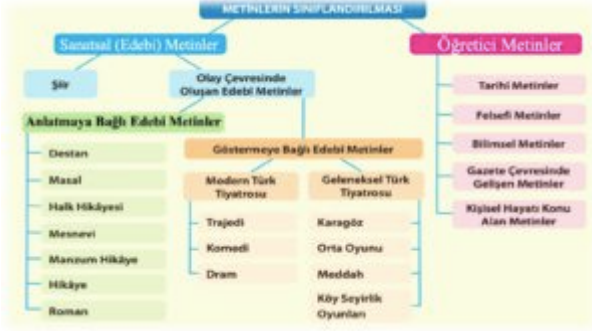 METİNLERİN SINIFLANDIRILMASI
Sanatsal (Edebi) Metinler
Öğretici Metinler
Şiir
Olay Çevresinde
Oluşan Edebi Metinler
Anlatmaya Bağlı Edebi Metinler
Destan
Masal
Halk Hikâyesi
Mesnevi
Manzum Hikâye
Hikâye
Roman
Göstermeye Bağlı Edebi Metinler
Modern Türk
Tiyatrosu
Trajedi
Komedi
Dram
Geleneksel Türk
Tiyatrosu
Karagöz
Orta Oyunu
Meddah
Köy Seyirlik
Oyunları
Tarihi Metinler
Felsefi Metinler
Bilimsel Metinler
Gazete Çevresinde
Gelişen Metinler
Kişisel Hayatı Konu
Alan Metinler